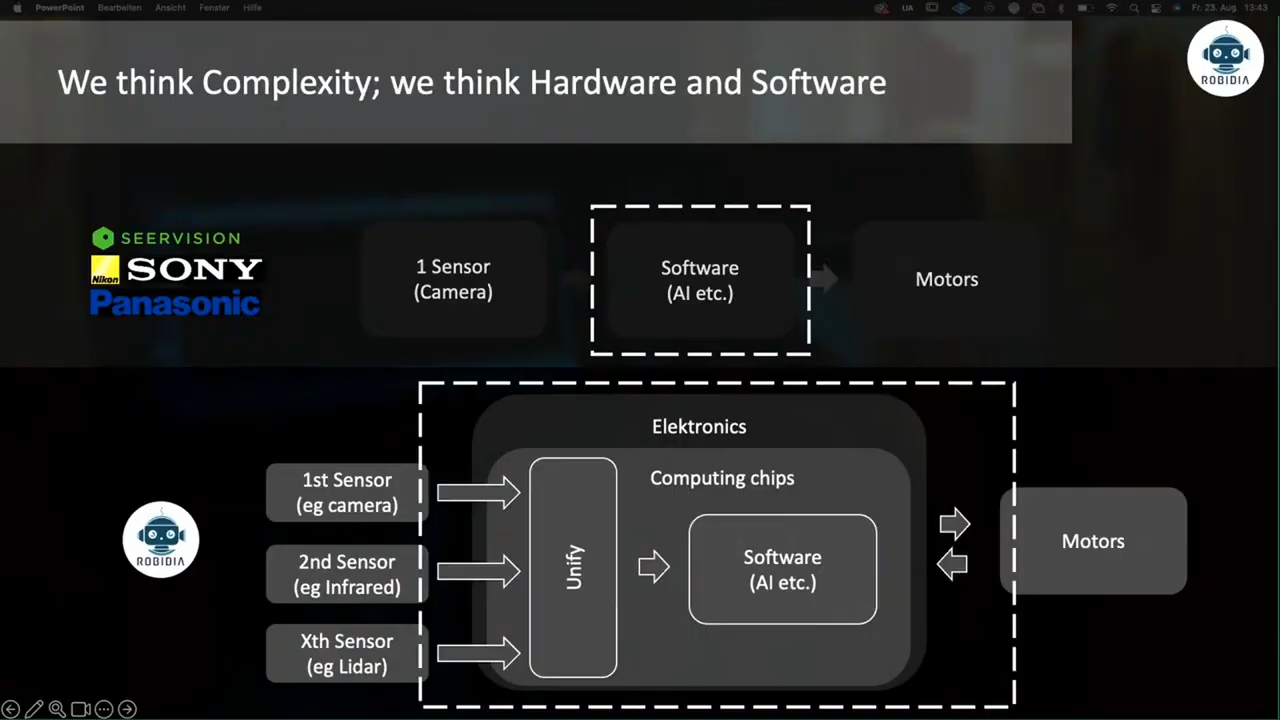 PowerPoint Bearbeiten Ansicht Fenster Hilfe UA Fr. 23. Aug. 13:43
We think Complexity; we think Hardware and Software
ROBIDIA
SEERVISION
Nikon SONY
Panasonic
1 Sensor
(Camera)
Software
(AI etc.)
Motors
Elektronics
Computing chips
1st Sensor
(eg camera)
2nd Sensor
(eg Infrared)
Xth Sensor
(eg Lidar)
ROBIDIA
Unify
Software
(AI etc.)
Motors